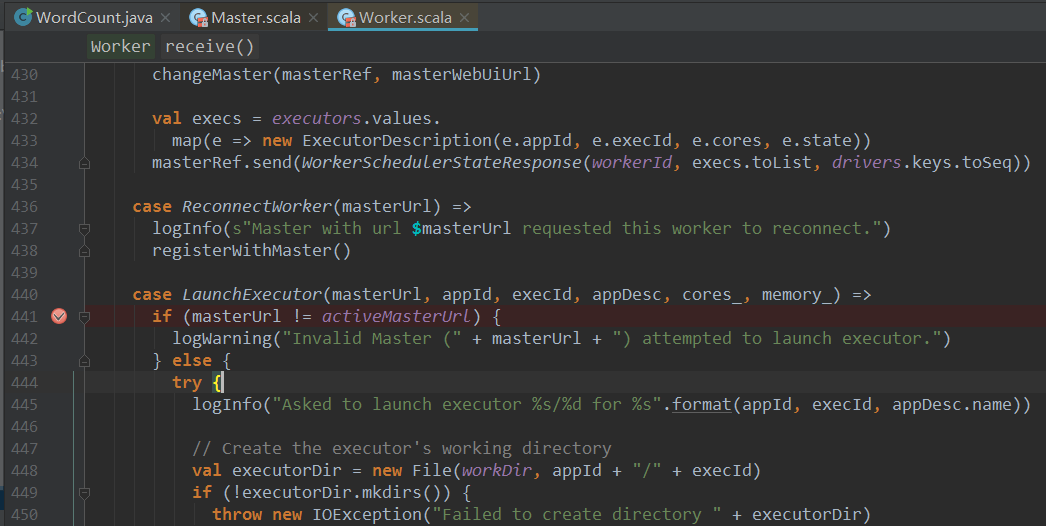 WordCount.java × Master.scala × Worker.scala ×
Worker receive()
430 changeMaster(masterRef, masterWebUiUrl)
431
432 val execs = executors.values.
433 map(e => new ExecutorDescription(e.appId, e.execId, e.cores, e.state))
434 masterRef.send(WorkerSchedulerStateResponse(workerId, execs.toList, drivers.keys.toSeq))
435
436 case ReconnectWorker(masterUrl) =>
437 logInfo(s"Master with url $masterUrl requested this worker to reconnect.")
438 registerWithMaster()
439
440 case LaunchExecutor(masterUrl, appId, execId, appDesc, cores_, memory_) =>
441 if (masterUrl != activeMasterUrl) {
442 logWarning("Invalid Master (" + masterUrl + ") attempted to launch executor.")
443 } else {
444 try {
445 logInfo("Asked to launch executor %s/%d for %s".format(appId, execId, appDesc.name))
446
447 // Create the executor's working directory
448 val executorDir = new File(workDir, appId + "/" + execId)
449 if (!executorDir.mkdirs()) {
450 throw new IOException("Failed to create directory " + executorDir)